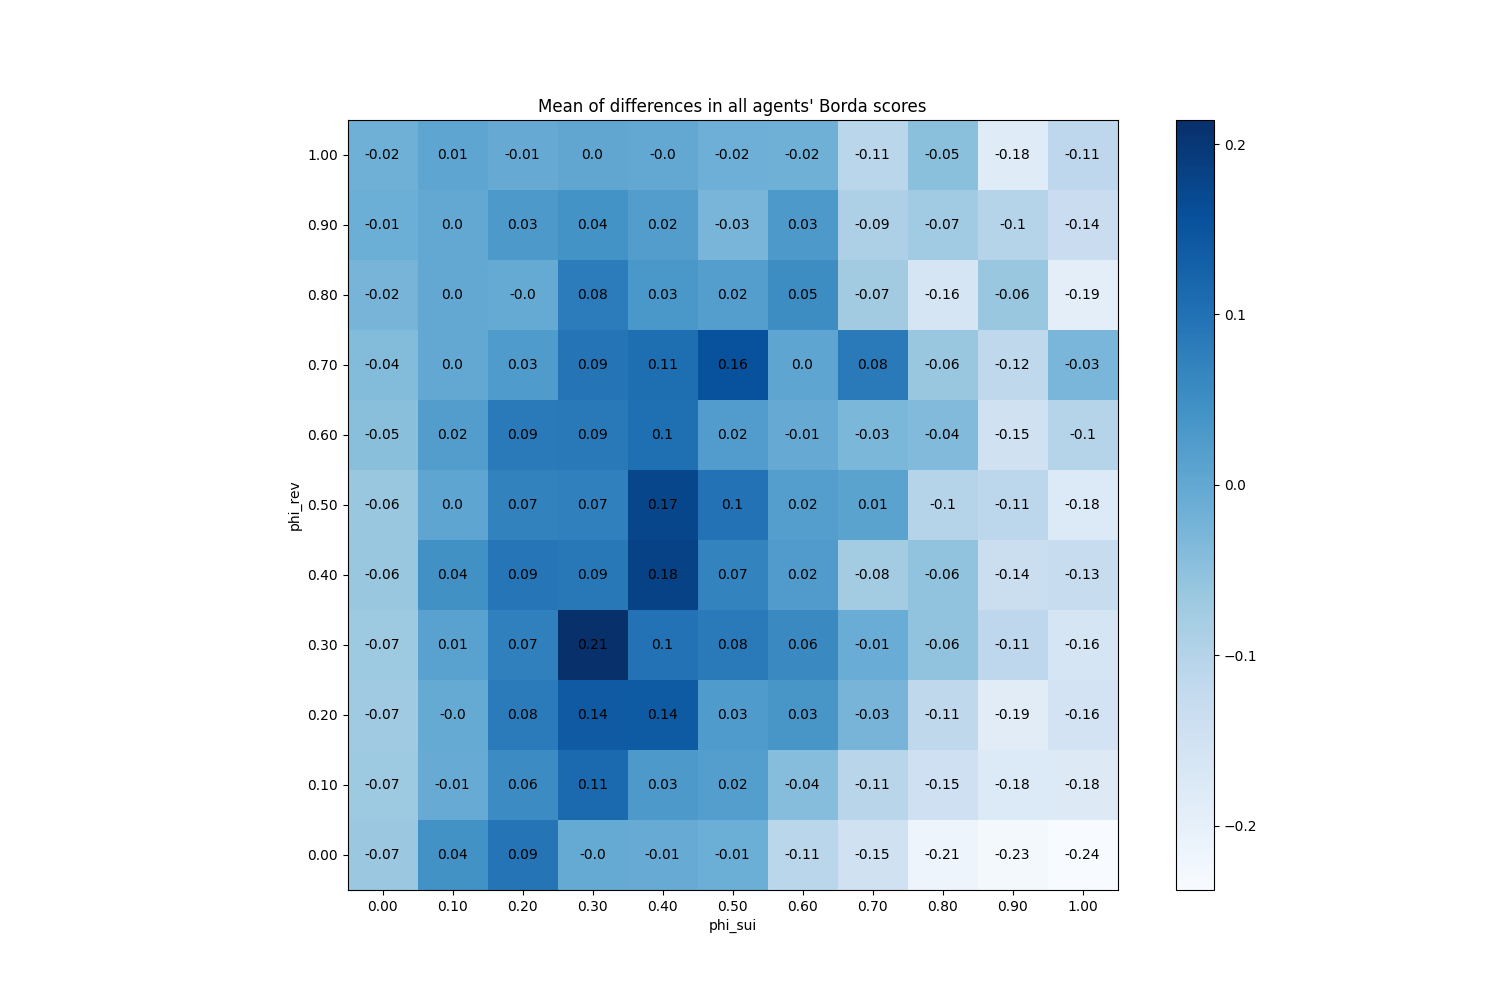 Mean of differences in all agents' Borda scores
1.00 -0.02 0.01 -0.01 0.0 -0.0 -0.02 -0.02 -0.11 -0.05 -0.18 -0.11
0.90 -0.01 0.0 0.03 0.04 0.02 -0.03 0.03 -0.09 -0.07 -0.1 -0.14
0.80 -0.02 0.0 -0.0 0.08 0.03 0.02 0.05 -0.07 -0.16 -0.06 -0.19
0.70 -0.04 0.0 0.03 0.09 0.11 0.16 0.0 0.08 -0.06 -0.12 -0.03
0.60 -0.05 0.02 0.09 0.09 0.1 0.02 -0.01 -0.03 -0.04 -0.15 -0.1
0.50 -0.06 0.0 0.07 0.07 0.17 0.1 0.02 0.01 -0.1 -0.11 -0.18
0.40 -0.06 0.04 0.09 0.09 0.18 0.07 0.02 -0.08 -0.06 -0.14 -0.13
0.30 -0.07 0.01 0.07 0.21 0.1 0.08 0.06 -0.01 -0.06 -0.11 -0.16
0.20 -0.07 -0.0 0.08 0.14 0.14 0.03 0.03 -0.03 -0.11 -0.19 -0.16
0.10 -0.07 -0.01 0.06 0.11 0.03 0.02 -0.04 -0.11 -0.15 -0.18 -0.18
0.00 -0.07 0.04 0.09 -0.0 -0.01 -0.01 -0.11 -0.15 -0.21 -0.23 -0.24
0.00 0.10 0.20 0.30 0.40 0.50 0.60 0.70 0.80 0.90 1.00
phi_sui
phi_rev
0.2
0.1
0.0
−0.1
−0.2